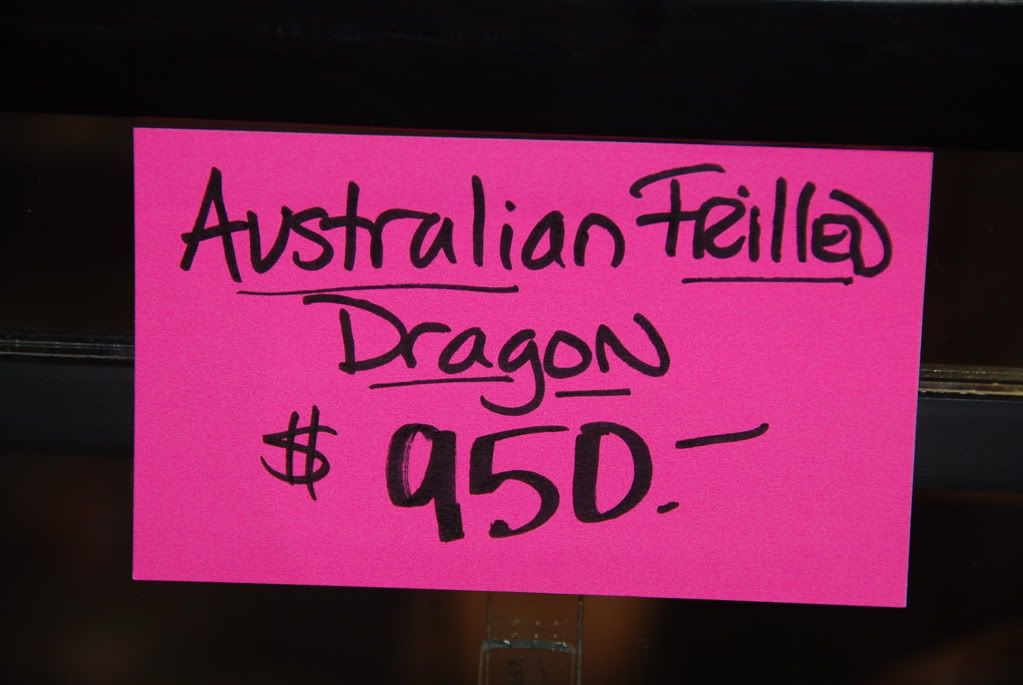 Australian Frilled
Dragon
$ 950.—